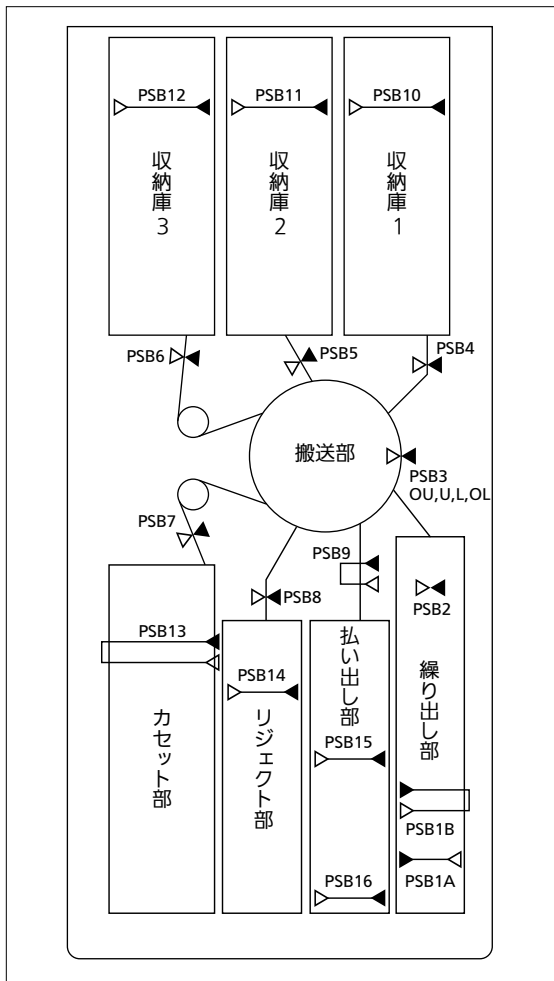 PSB12
PSB11
PSB10
収納庫3
収納庫2
収納庫1
PSB6
PSB5
PSB4
搬送部
PSB3
OU,U,L,OL
PSB7
PSB9
PSB2
PSB8
PSB13
払い出し部
繰り出し部
PSB14
カセット部
リジェクト部
PSB15
PSB1B
PSB1A
PSB16